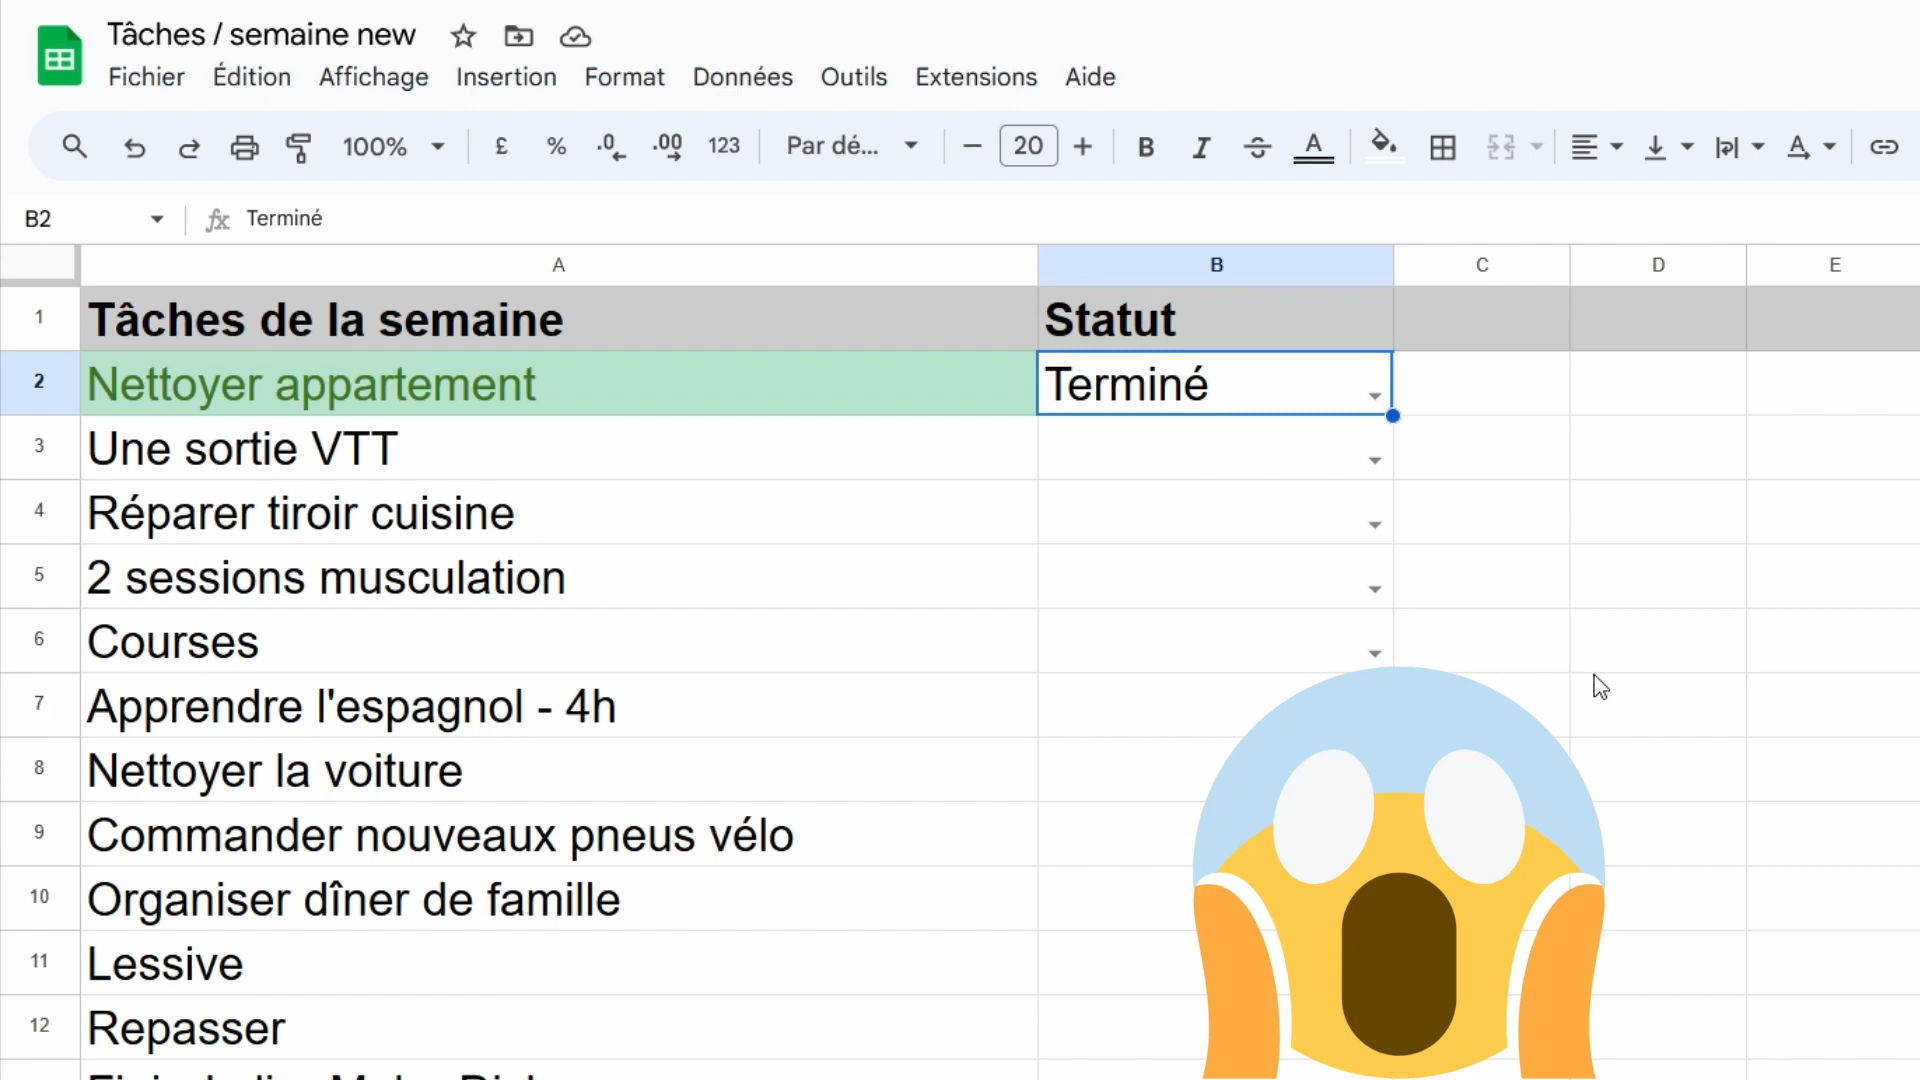 Tâches / semaine new
Fichier Édition Affichage Insertion Format Données Outils Extensions Aide
100% £ % .0 .00 123 Par dé... − 20 + B I S A A
B2 fx Terminé
A B C D E
1 Tâches de la semaine Statut
2 Nettoyer appartement Terminé
3 Une sortie VTT
4 Réparer tiroir cuisine
5 2 sessions musculation
6 Courses
7 Apprendre l'espagnol - 4h
8 Nettoyer la voiture
9 Commander nouveaux pneus vélo
10 Organiser dîner de famille
11 Lessive
12 Repasser